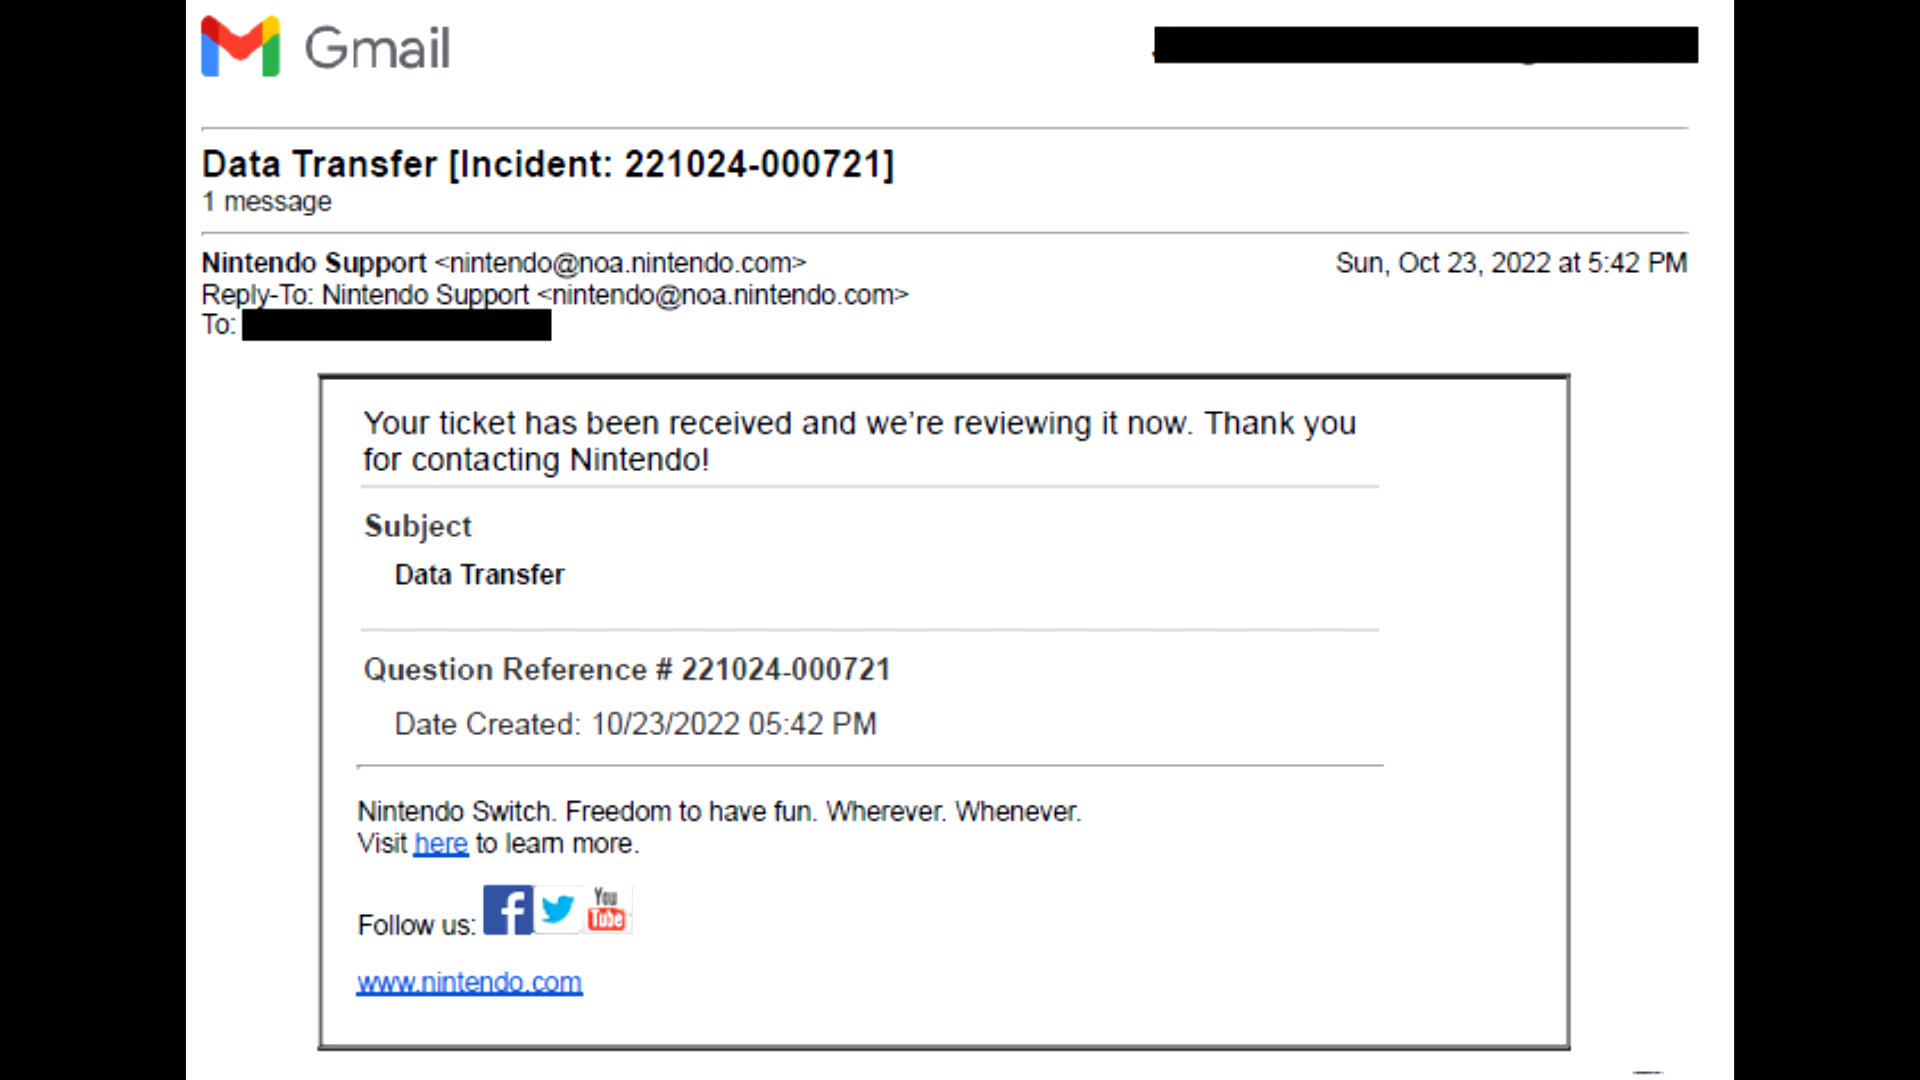 Gmail
Data Transfer [Incident: 221024-000721]
1 message
Nintendo Support <nintendo@noa.nintendo.com>
Sun, Oct 23, 2022 at 5:42 PM
Reply-To: Nintendo Support <nintendo@noa.nintendo.com>
To:
Your ticket has been received and we're reviewing it now. Thank you
for contacting Nintendo!
Subject
Data Transfer
Question Reference # 221024-000721
Date Created: 10/23/2022 05:42 PM
Nintendo Switch. Freedom to have fun. Wherever. Whenever.
Visit here to learn more.
Follow us: f You Tube
www.nintendo.com